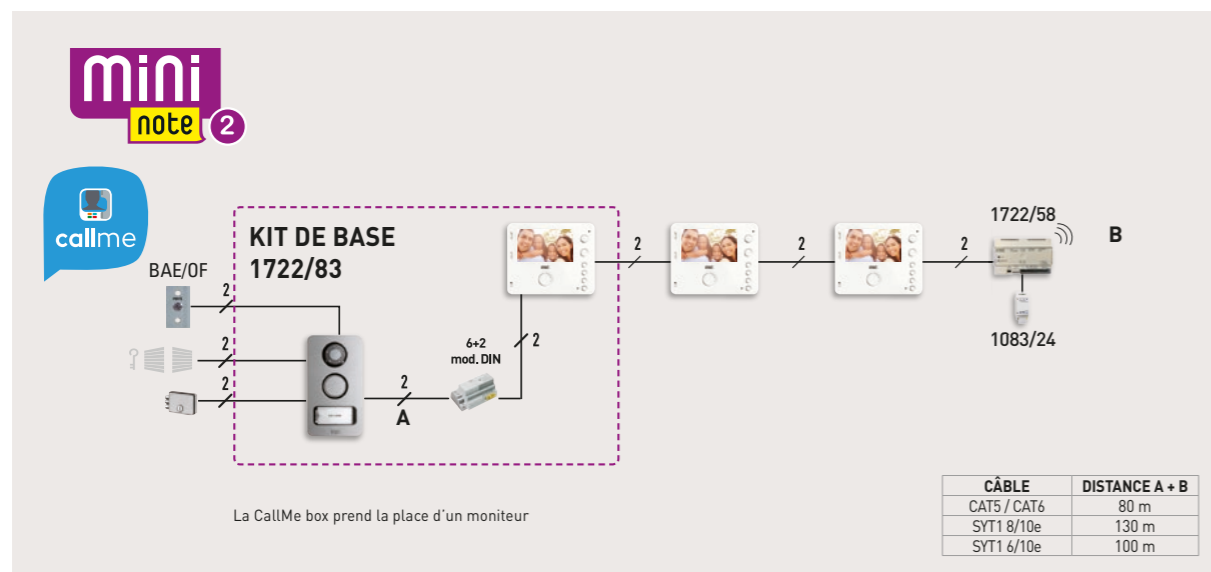 mini
note 2
callme
KIT DE BASE
1722/83
BAE/OF
2
2
2
2
A
6+2
mod. DIN
2
2
2
2
1722/58
B
1083/24
La CallMe box prend la place d'un moniteur
CÂBLE DISTANCE A + B
CAT5 / CAT6 80 m
SYT1 8/10e 130 m
SYT1 6/10e 100 m